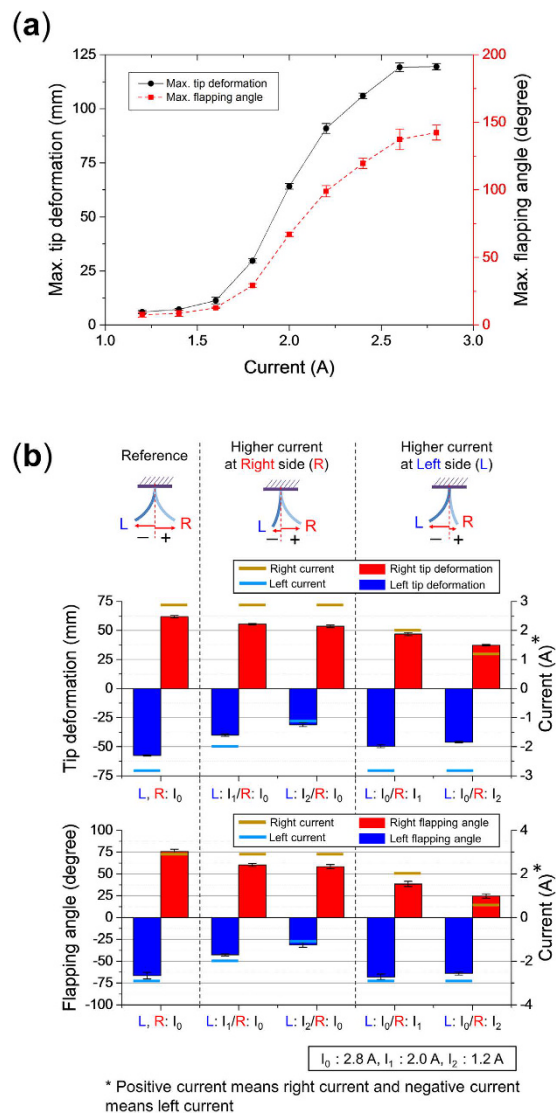 (a)
Max. tip deformation (mm)
125
100
75
50
25
0
Max. tip deformation
Max. flapping angle
200
150
100
50
0
Max. flapping angle (degree)
1.0 1.5 2.0 2.5 3.0
Current (A)
(b)
Reference
Higher current
at Right side (R)
Higher current
at Left side (L)
L R
− +
L R
− +
L R
− +
Right current
Left current
Right tip deformation
Left tip deformation
Tip deformation (mm)
75
50
25
0
-25
-50
-75
3
2
1
0
-1
-2
-3
Current (A)*
L, R: I₀ L: I₁/R: I₀ L: I₂/R: I₀ L: I₀/R: I₁ L: I₀/R: I₂
Right current
Left current
Right flapping angle
Left flapping angle
Flapping angle (degree)
100
75
50
25
0
-25
-50
-75
-100
4
3
2
1
0
-1
-2
-3
-4
Current (A)*
L, R: I₀ L: I₁/R: I₀ L: I₂/R: I₀ L: I₀/R: I₁ L: I₀/R: I₂
I₀ : 2.8 A, I₁ : 2.0 A, I₂ : 1.2 A
* Positive current means right current and negative current
means left current